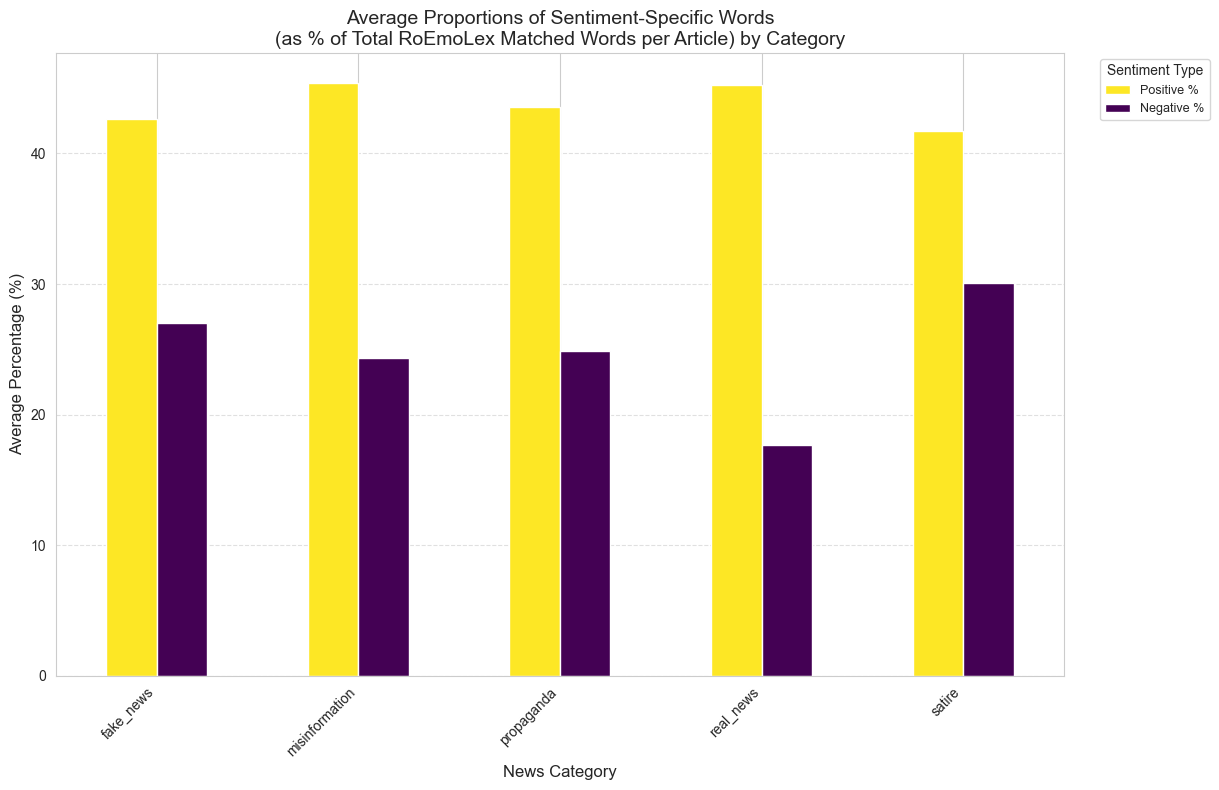 Average Proportions of Sentiment-Specific Words
(as % of Total RoEmoLex Matched Words per Article) by Category
Sentiment Type
Positive %
Negative %
Average Percentage (%)
40
30
20
10
0
fake_news
misinformation
propaganda
real_news
satire
News Category